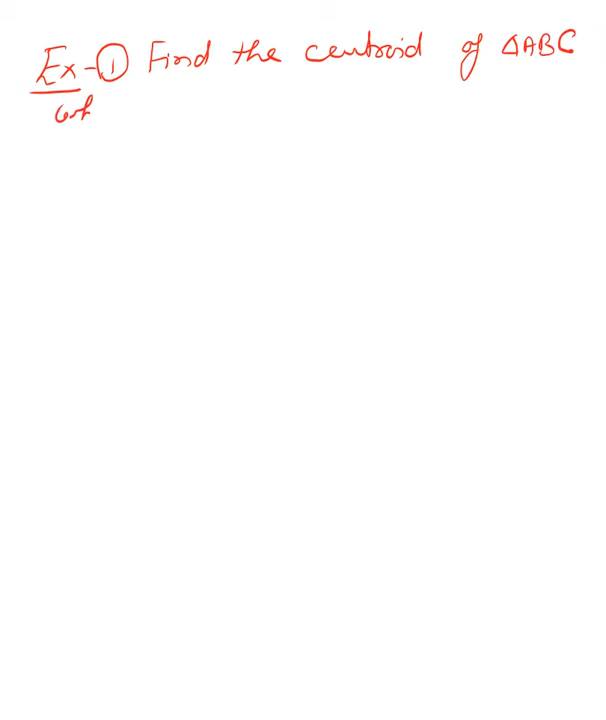 Ex-① Find the centroid of ΔABC